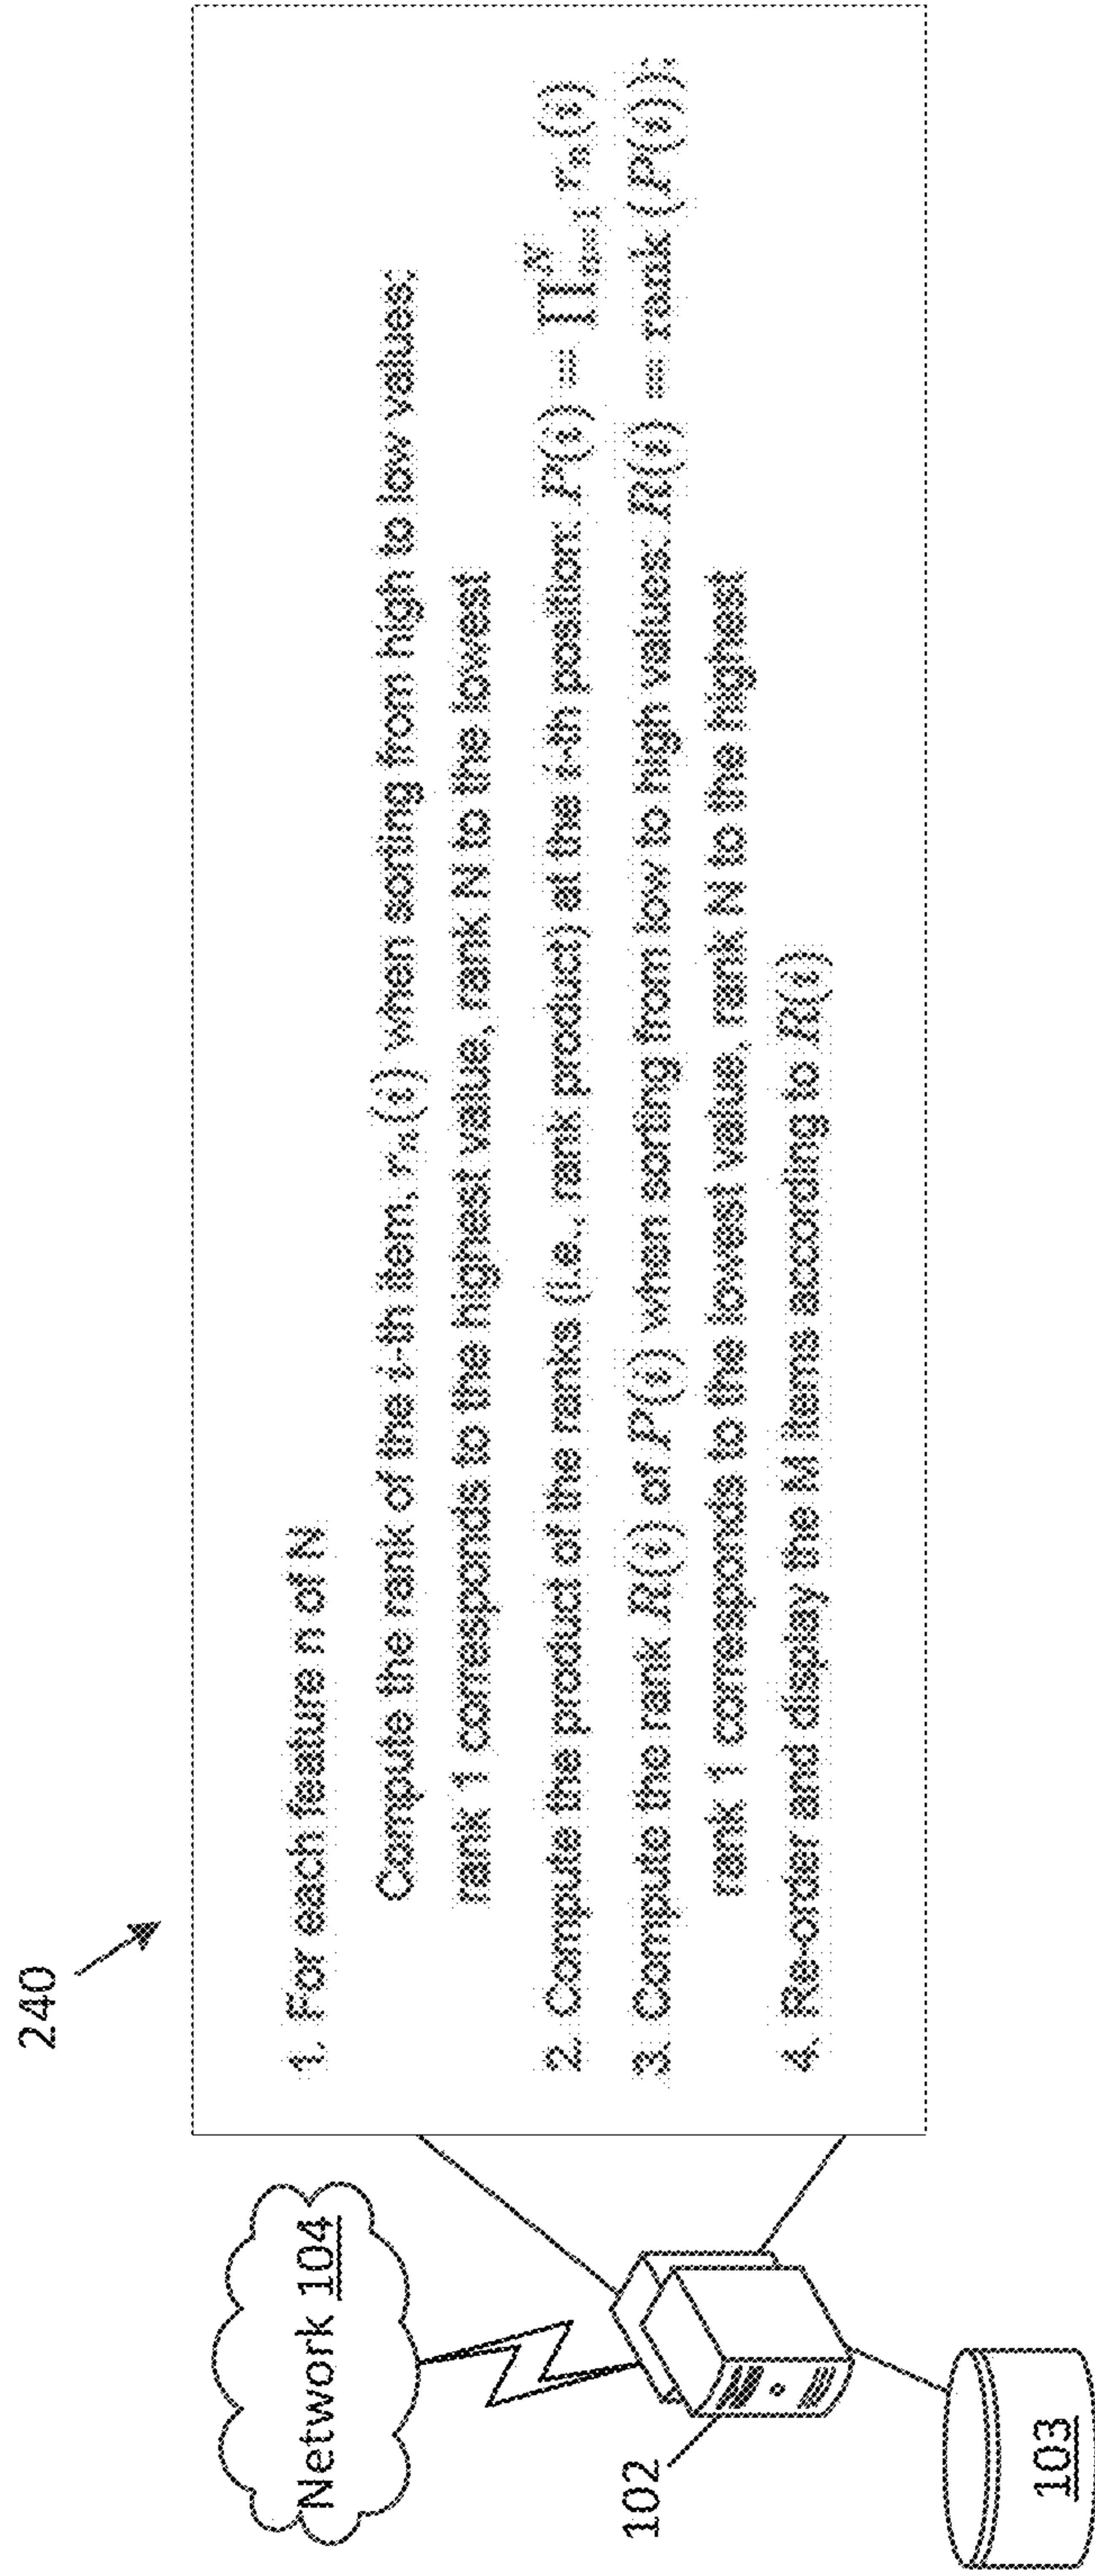 240
1. For each feature n of N
Compute the rank of the i-th item, rₙ(i) when sorting from high to low values:
rank 1 corresponds to the highest value, rank N to the lowest
2. Compute the product of the ranks (i.e., rank product) at the i-th position: P(i) = ∏ₙ₌₁ᴺ rₙ(i)
3. Compute the rank R(i) of P(i) when sorting from low to high values: R(i) = rank (P(i));
rank 1 corresponds to the lowest value, rank N to the highest
4. Re-order and display the M items according to R(i)
Network 104
102
103